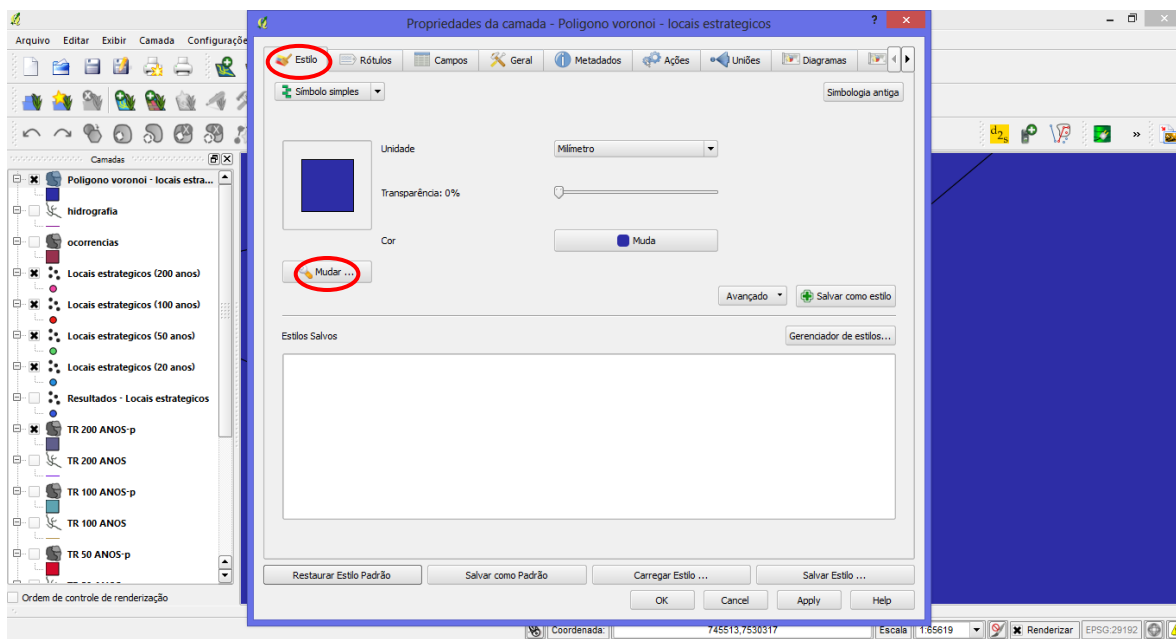 Propriedades da camada - Poligono voronoi - locais estrategicos
?
Arquivo Editar Exibir Camada Configuraçõe
Estilo Rótulos Campos Geral Metadados Ações Uniões Diagramas
Símbolo simples Simbologia antiga
Unidade Milímetro
Transparência: 0%
Cor Muda
Mudar ...
Avançado Salvar como estilo
Estilos Salvos Gerenciador de estilos...
Restaurar Estilo Padrão Salvar como Padrão Carregar Estilo ... Salvar Estilo ...
OK Cancel Apply Help
Camadas
Poligono voronoi - locais estra...
hidrografia
ocorrencias
Locais estrategicos (200 anos)
Locais estrategicos (100 anos)
Locais estrategicos (50 anos)
Locais estrategicos (20 anos)
Resultados - Locais estrategicos
TR 200 ANOS-p
TR 200 ANOS
TR 100 ANOS-p
TR 100 ANOS
TR 50 ANOS-p
Ordem de controle de renderização
d2s
»
Coordenada: 745513,7530317 Escala 1:65619 Renderizar EPSG:29192